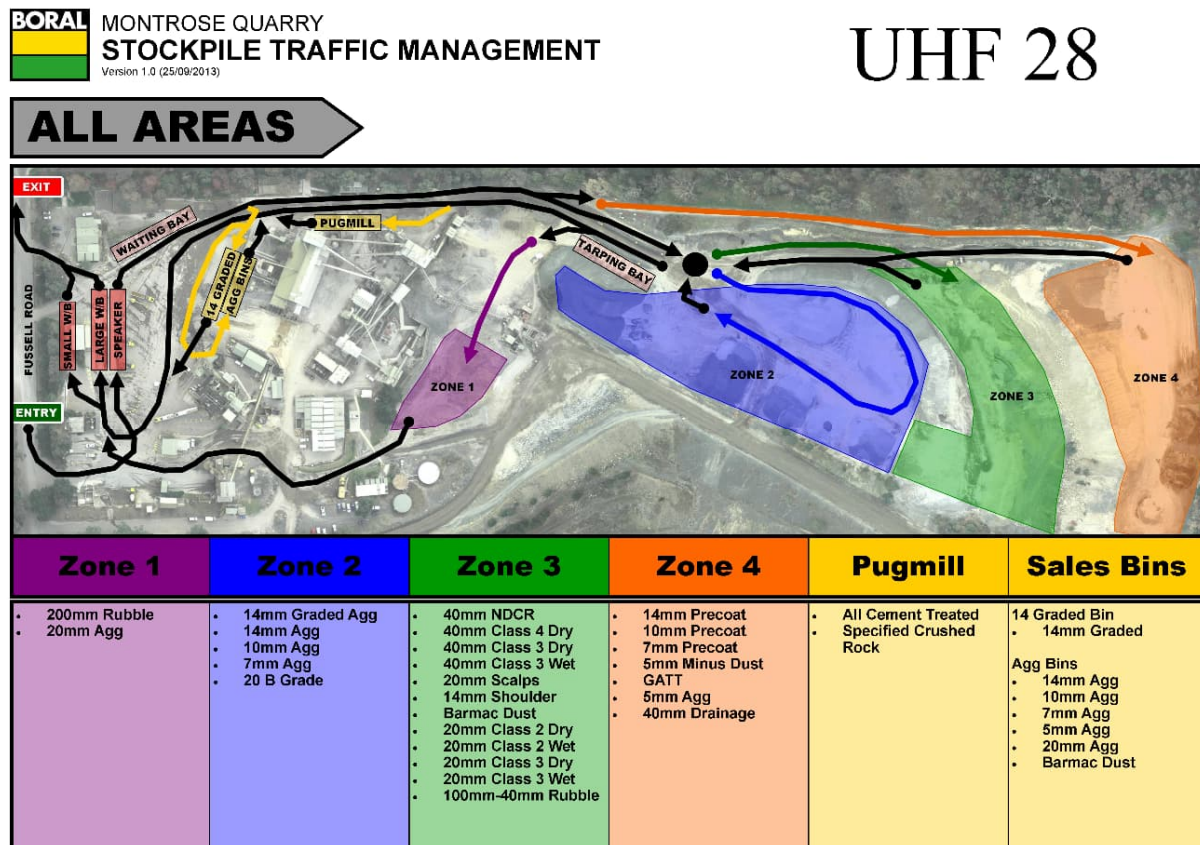 BORAL
MONTROSE QUARRY
STOCKPILE TRAFFIC MANAGEMENT
Version 1.0 (25/09/2013)
UHF 28
ALL AREAS
EXIT
WAITING BAY
PUGMILL
14 GRADED
AGG BINS
TARPING BAY
FUSSELL ROAD
SMALL W/B
LARGE W/B
SPEAKER
ENTRY
ZONE 1
ZONE 2
ZONE 3
ZONE 4
Zone 1
• 200mm Rubble
• 20mm Agg
Zone 2
• 14mm Graded Agg
• 14mm Agg
• 10mm Agg
• 7mm Agg
• 20 B Grade
Zone 3
• 40mm NDCR
• 40mm Class 4 Dry
• 40mm Class 3 Dry
• 40mm Class 3 Wet
• 20mm Scalps
• 14mm Shoulder
• Barmac Dust
• 20mm Class 2 Dry
• 20mm Class 2 Wet
• 20mm Class 3 Dry
• 20mm Class 3 Wet
• 100mm-40mm Rubble
Zone 4
• 14mm Precoat
• 10mm Precoat
• 7mm Precoat
• 5mm Minus Dust
• GATT
• 5mm Agg
• 40mm Drainage
Pugmill
• All Cement Treated
• Specified Crushed
Rock
Sales Bins
14 Graded Bin
• 14mm Graded
Agg Bins
• 14mm Agg
• 10mm Agg
• 7mm Agg
• 5mm Agg
• 20mm Agg
• Barmac Dust